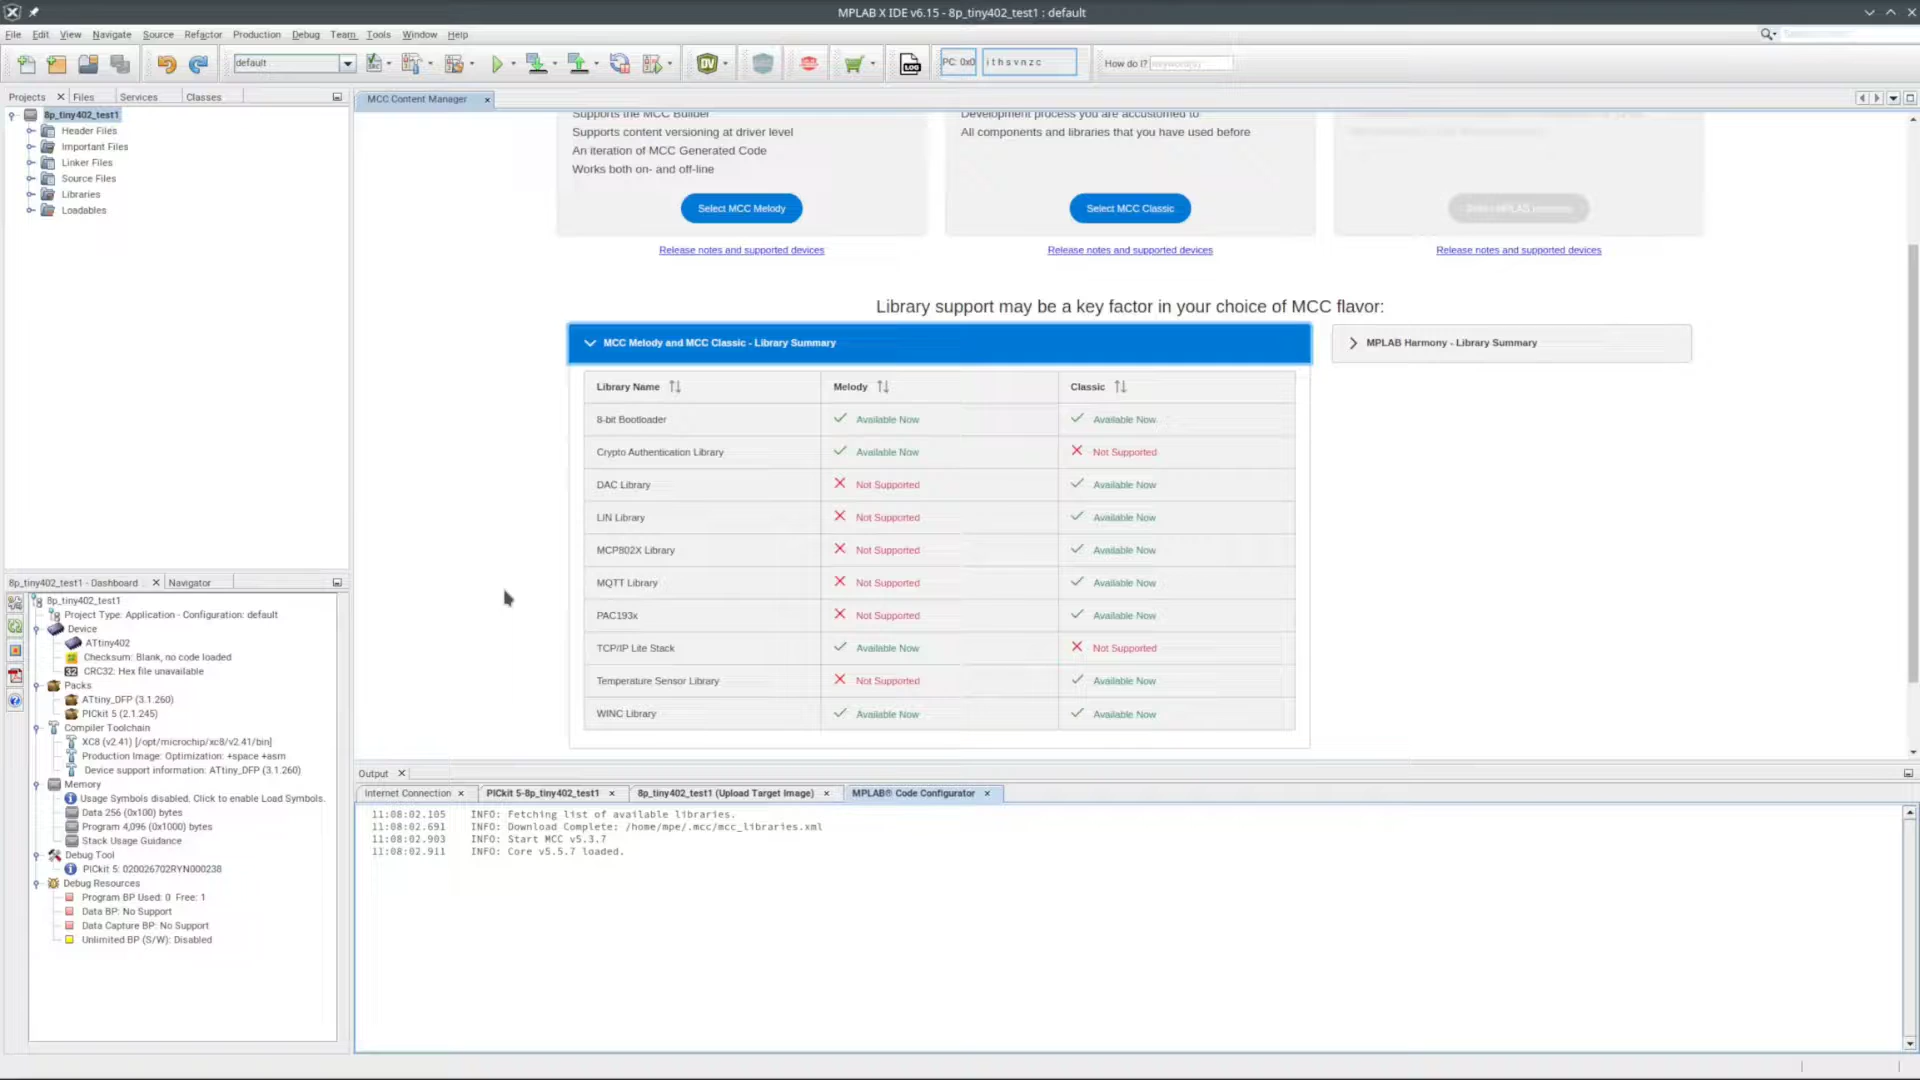 MPLAB X IDE v6.15 - 8p_tiny402_test1 : default
File Edit View Navigate Source Refactor Production Debug Team Tools Window Help
default
DV
LOG
PC: 0x0
i t h s v n z c
How do I?
Projects Files Services Classes
8p_tiny402_test1
Header Files
Important Files
Linker Files
Source Files
Libraries
Loadables
8p_tiny402_test1 - Dashboard Navigator
8p_tiny402_test1
Project Type: Application - Configuration: default
Device
ATtiny402
Checksum: Blank, no code loaded
CRC32: Hex file unavailable
Packs
ATtiny_DFP (3.1.260)
PICkit 5 (2.1.245)
Compiler Toolchain
XC8 (v2.41) [/opt/microchip/xc8/v2.41/bin]
Production Image: Optimization: +space +asm
Device support information: ATtiny_DFP (3.1.260)
Memory
Usage Symbols disabled. Click to enable Load Symbols.
Data 256 (0x100) bytes
Program 4,096 (0x1000) bytes
Stack Usage Guidance
Debug Tool
PICkit 5: 020026702RYN000238
Debug Resources
Program BP Used: 0 Free: 1
Data BP: No Support
Data Capture BP: No Support
Unlimited BP (S/W): Disabled
MCC Content Manager
Supports the MCC Builder
Supports content versioning at driver level
An iteration of MCC Generated Code
Works both on- and off-line
Select MCC Melody
Release notes and supported devices
Development process you are accustomed to
All components and libraries that you have used before
Select MCC Classic
Release notes and supported devices
Release notes and supported devices
Library support may be a key factor in your choice of MCC flavor:
MCC Melody and MCC Classic - Library Summary
MPLAB Harmony - Library Summary
Library Name Melody Classic
8-bit Bootloader Available Now Available Now
Crypto Authentication Library Available Now Not Supported
DAC Library Not Supported Available Now
LIN Library Not Supported Available Now
MCP802X Library Not Supported Available Now
MQTT Library Not Supported Available Now
PAC193x Not Supported Available Now
TCP/IP Lite Stack Available Now Not Supported
Temperature Sensor Library Not Supported Available Now
WINC Library Available Now Available Now
Output
Internet Connection PICkit 5-8p_tiny402_test1 8p_tiny402_test1 (Upload Target Image) MPLAB® Code Configurator
11:08:02.105 INFO: Fetching list of available libraries.
11:08:02.691 INFO: Download Complete: /home/mpe/.mcc/mcc_libraries.xml
11:08:02.903 INFO: Start MCC v5.3.7
11:08:02.911 INFO: Core v5.5.7 loaded.